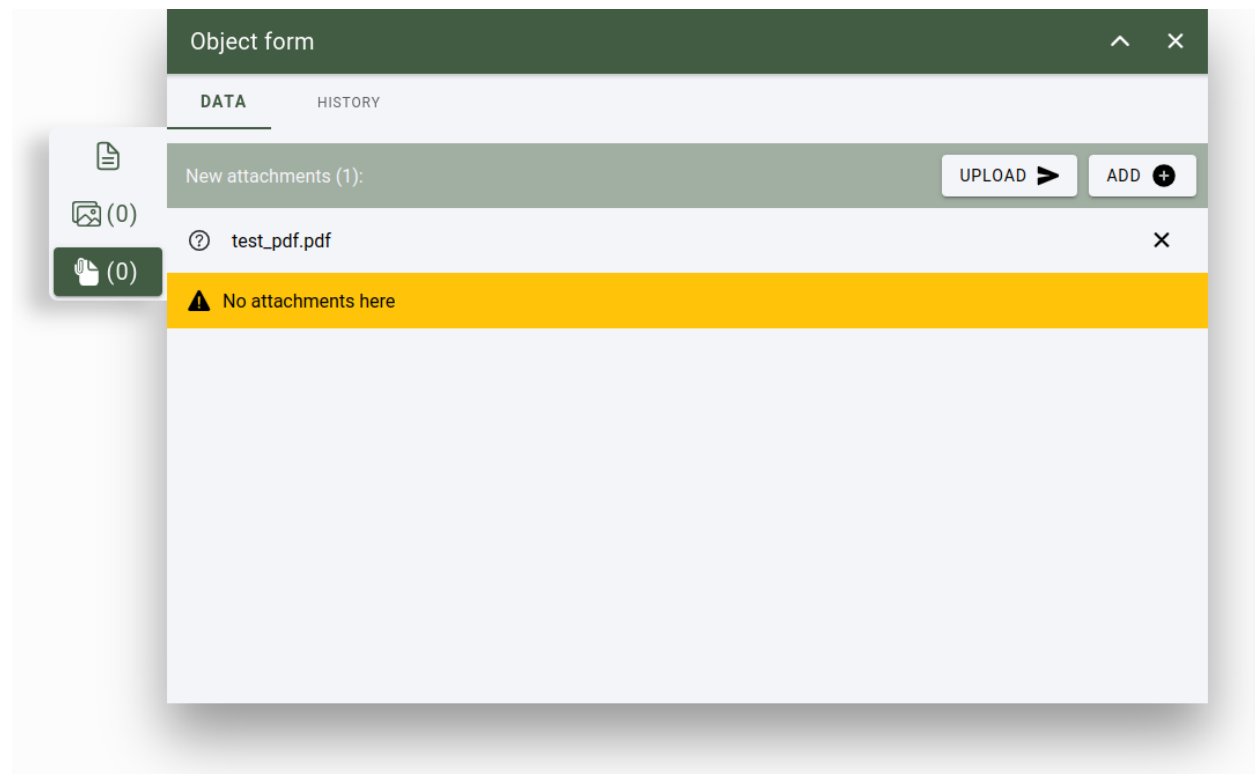 Object form
DATA HISTORY
New attachments (1): UPLOAD ADD
(0)
test_pdf.pdf
(0)
No attachments here